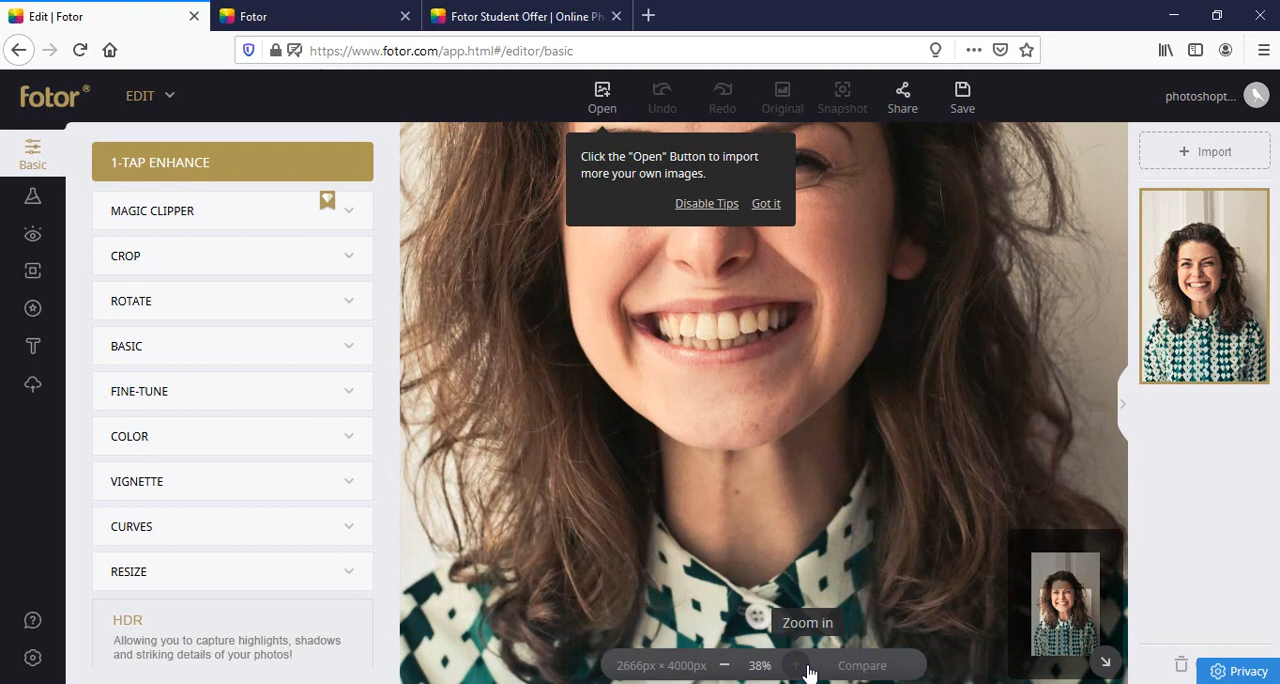 Edit | Fotor
Fotor
Fotor Student Offer | Online Ph
https://www.fotor.com/app.html#/editor/basic
fotor®
EDIT
Open
Undo
Redo
Original
Snapshot
Share
Save
photoshopt...
Basic
1-TAP ENHANCE
MAGIC CLIPPER
CROP
ROTATE
BASIC
FINE-TUNE
COLOR
VIGNETTE
CURVES
RESIZE
HDR
Allowing you to capture highlights, shadows
and striking details of your photos!
Click the "Open" Button to import
more your own images.
Disable Tips Got it
Zoom in
2666px × 4000px − 38% + Compare
+ Import
Privacy